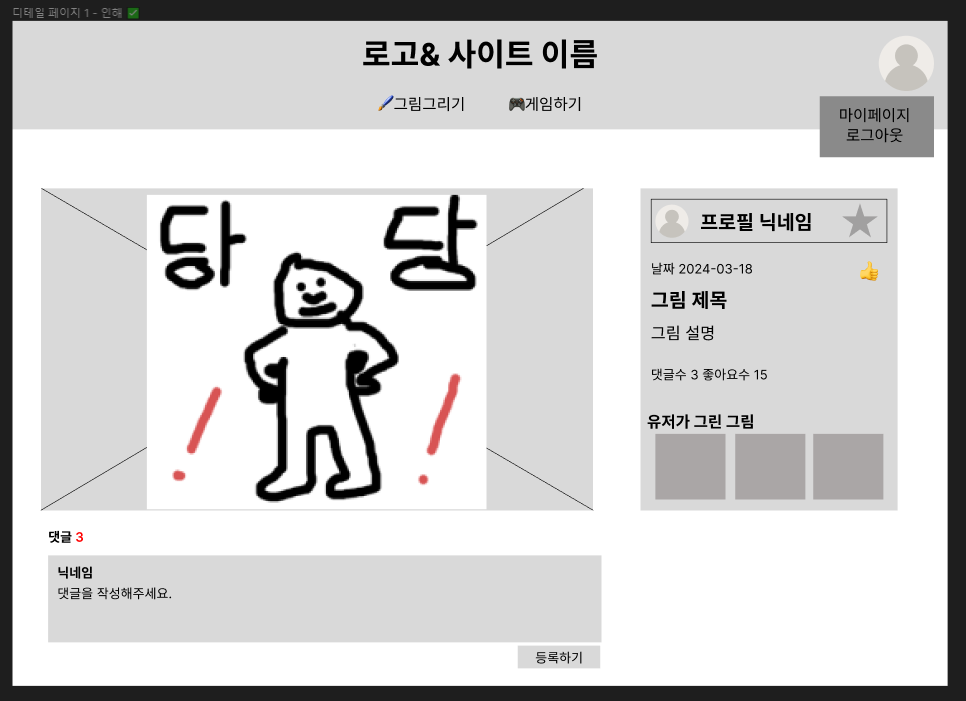 디테일 페이지 1 - 인해 ✅
로고& 사이트 이름
🖌️그림그리기 🎮게임하기
마이페이지
로그아웃
당 당
! !
프로필 닉네임
날짜 2024-03-18
그림 제목
그림 설명
댓글수 3 좋아요수 15
유저가 그린 그림
댓글 3
닉네임
댓글을 작성해주세요.
등록하기